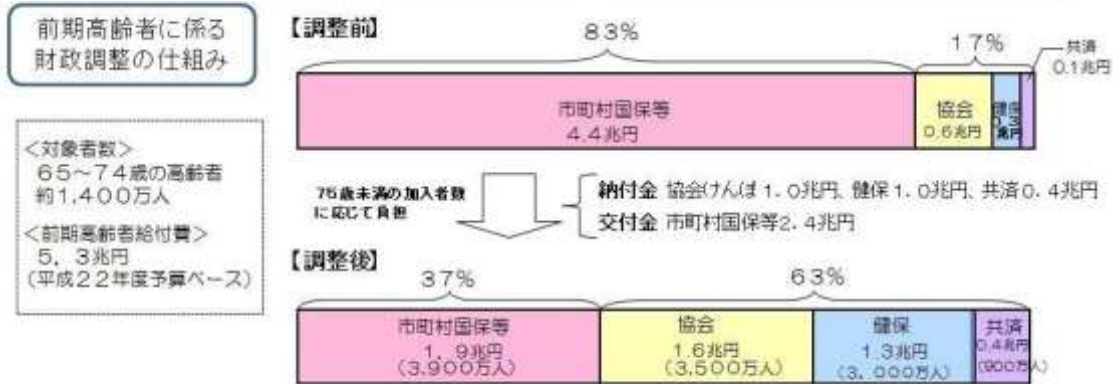 前期高齢者に係る
財政調整の仕組み
<対象者数>
65~74歳の高齢者
約1,400万人
<前期高齢者給付費>
5,3兆円
(平成22年度予算ベース)
【調整前】
83%
17%
共済
0.1兆円
市町村国保等
4.4兆円
協会
0.6兆円
健保
0.3
兆円
75歳未満の加入者数
に応じて負担
納付金 協会けんぽ1.0兆円、健保1.0兆円、共済0.4兆円
交付金 市町村国保等2.4兆円
【調整後】
37%
63%
市町村国保等
1,9兆円
(3,900万人)
協会
1.6兆円
(3,500万人)
健保
1.3兆円
(3,000万人)
共済
0.4兆円
(900万人)